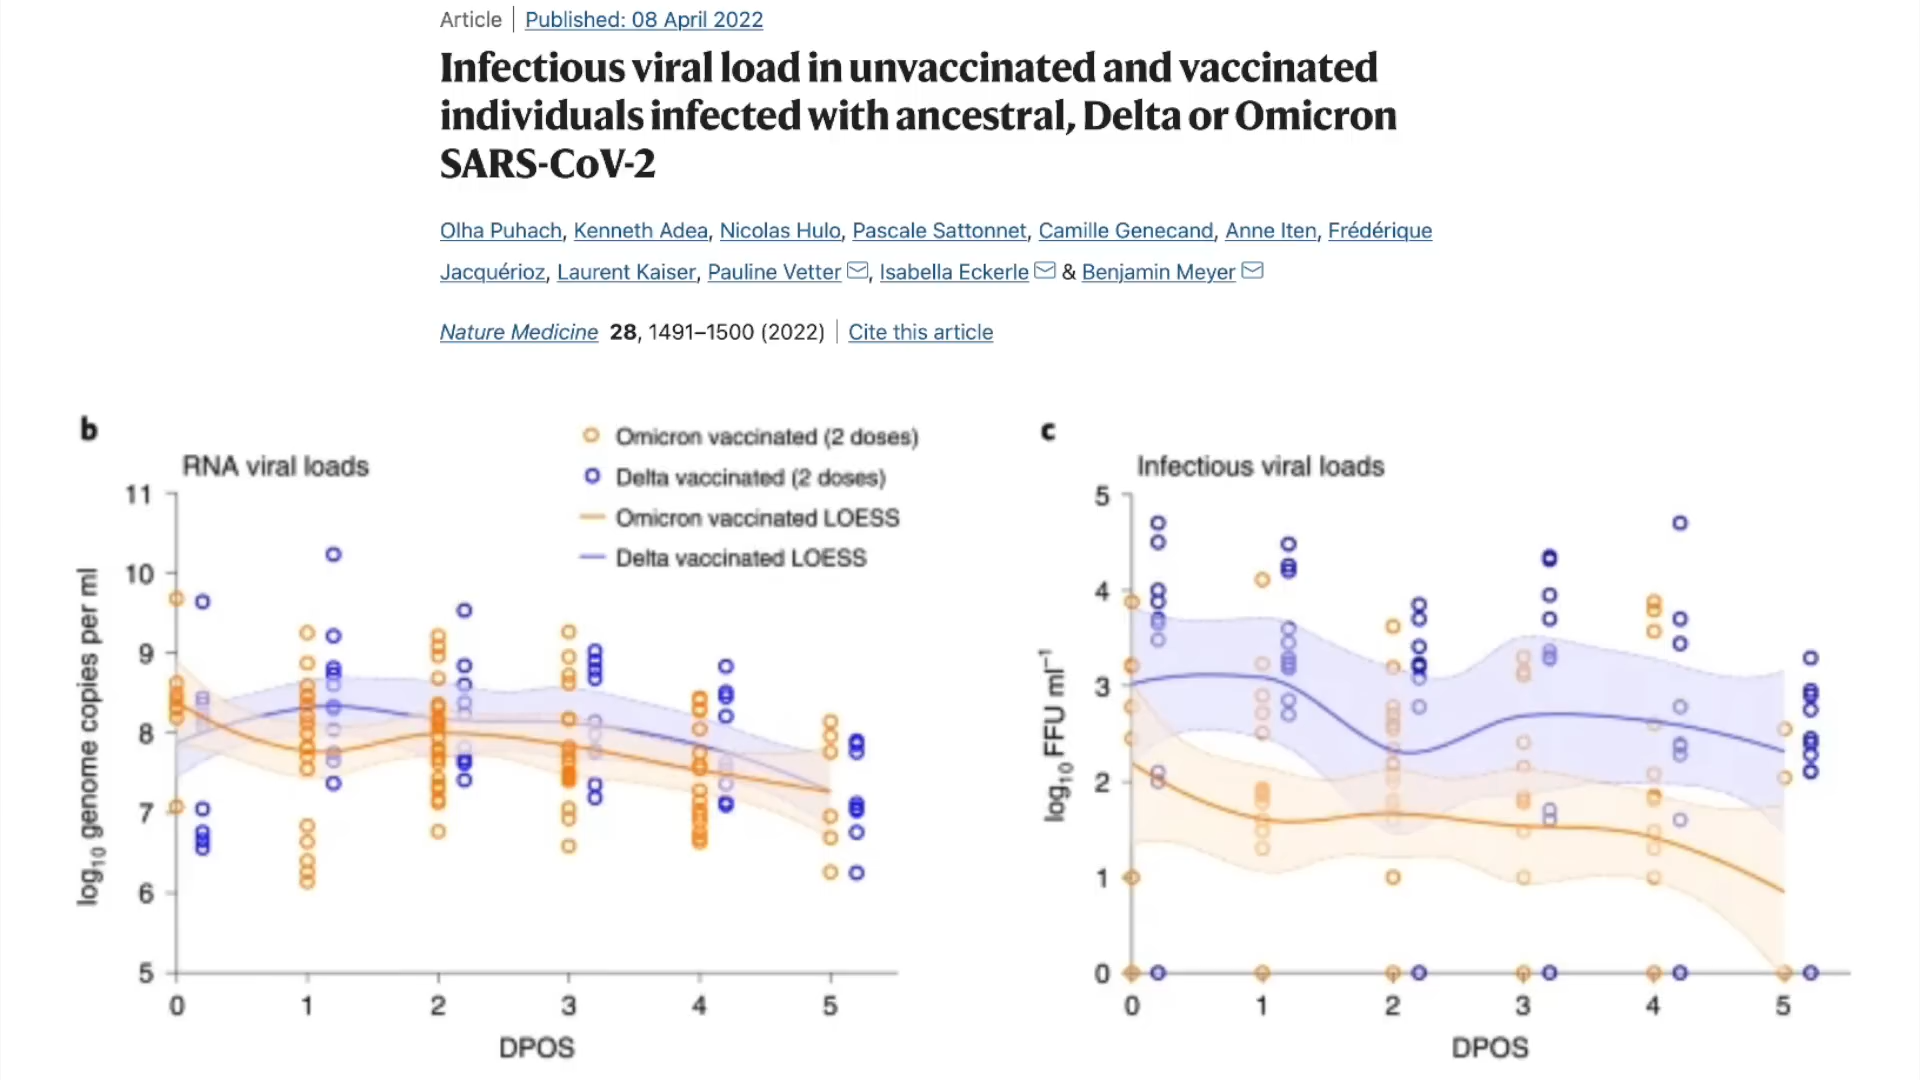 Article | Published: 08 April 2022
Infectious viral load in unvaccinated and vaccinated
individuals infected with ancestral, Delta or Omicron
SARS-CoV-2
Olha Puhach, Kenneth Adea, Nicolas Hulo, Pascale Sattonnet, Camille Genecand, Anne Iten, Frédérique
Jacquérioz, Laurent Kaiser, Pauline Vetter, Isabella Eckerle & Benjamin Meyer
Nature Medicine 28, 1491–1500 (2022) | Cite this article
b
RNA viral loads
Omicron vaccinated (2 doses)
Delta vaccinated (2 doses)
Omicron vaccinated LOESS
Delta vaccinated LOESS
log10 genome copies per ml
11
10
9
8
7
6
5
0 1 2 3 4 5
DPOS
c
Infectious viral loads
log10 FFU ml−1
5
4
3
2
1
0
0 1 2 3 4 5
DPOS